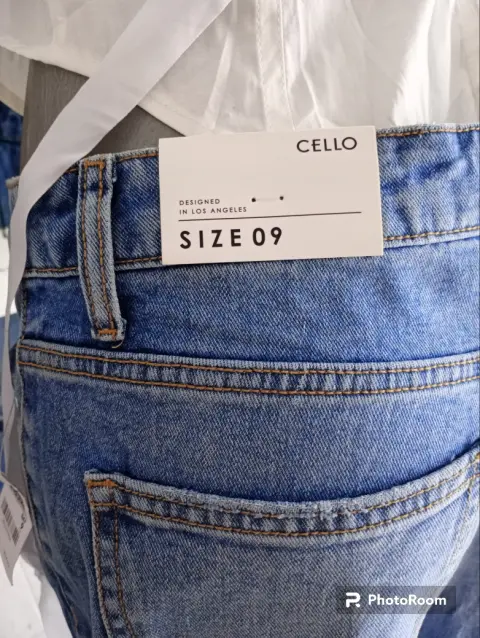 CELLO
DESIGNED
IN LOS ANGELES
SIZE 09
PhotoRoom